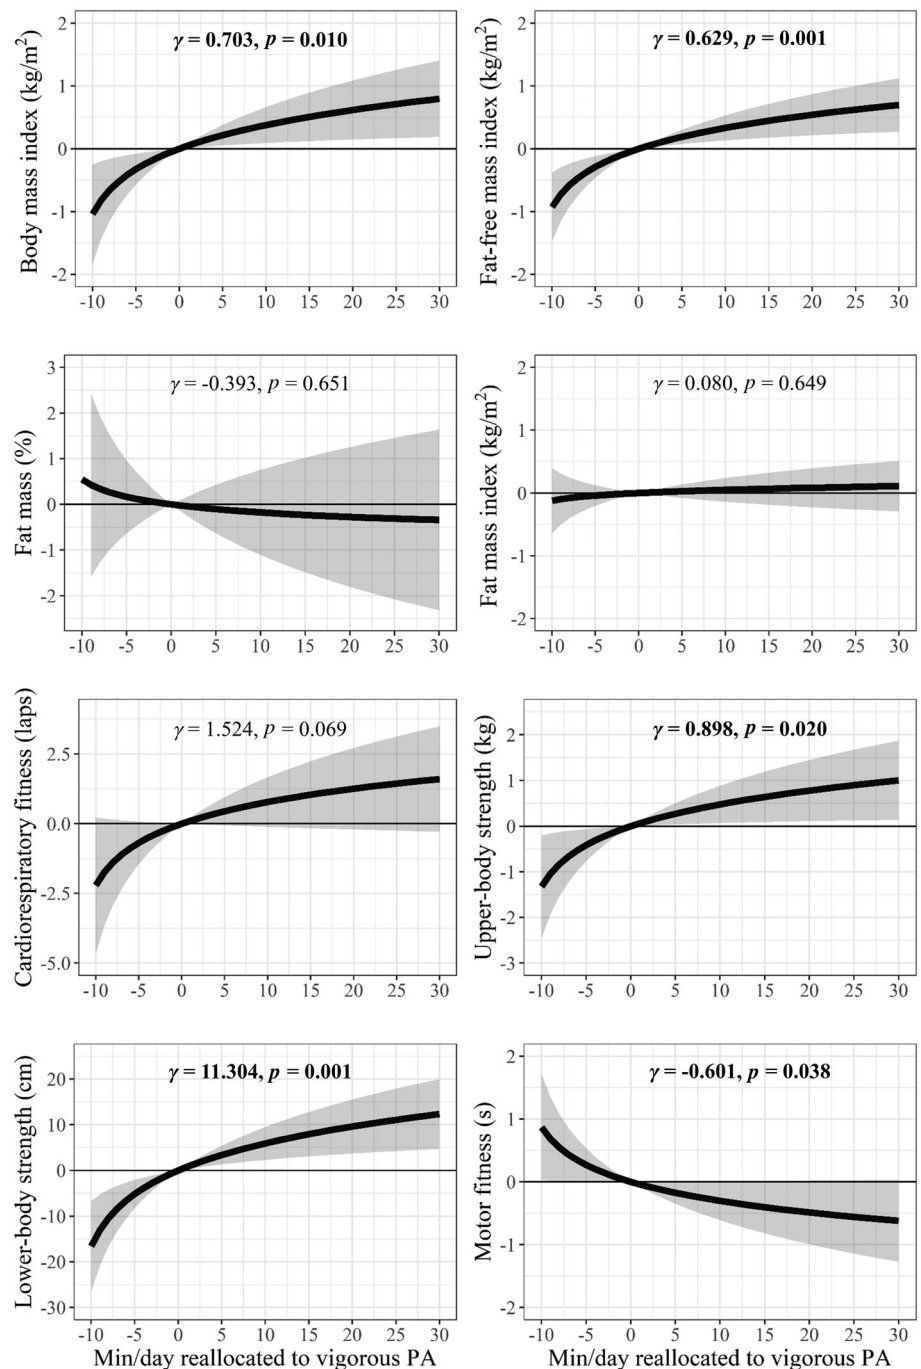 γ = 0.703, p = 0.010
Body mass index (kg/m²)
2
1
0
-1
-2
-10 -5 0 5 10 15 20 25 30
γ = 0.629, p = 0.001
Fat-free mass index (kg/m²)
2
1
0
-1
-2
-10 -5 0 5 10 15 20 25 30
γ = -0.393, p = 0.651
Fat mass (%)
3
2
1
0
-1
-2
-10 -5 0 5 10 15 20 25 30
γ = 0.080, p = 0.649
Fat mass index (kg/m²)
2
1
0
-1
-2
-10 -5 0 5 10 15 20 25 30
γ = 1.524, p = 0.069
Cardiorespiratory fitness (laps)
2.5
0.0
-2.5
-5.0
-10 -5 0 5 10 15 20 25 30
γ = 0.898, p = 0.020
Upper-body strength (kg)
2
1
0
-1
-2
-3
-10 -5 0 5 10 15 20 25 30
γ = 11.304, p = 0.001
Lower-body strength (cm)
20
10
0
-10
-20
-30
-10 -5 0 5 10 15 20 25 30
Min/day reallocated to vigorous PA
γ = -0.601, p = 0.038
Motor fitness (s)
2
1
0
-1
-2
-10 -5 0 5 10 15 20 25 30
Min/day reallocated to vigorous PA